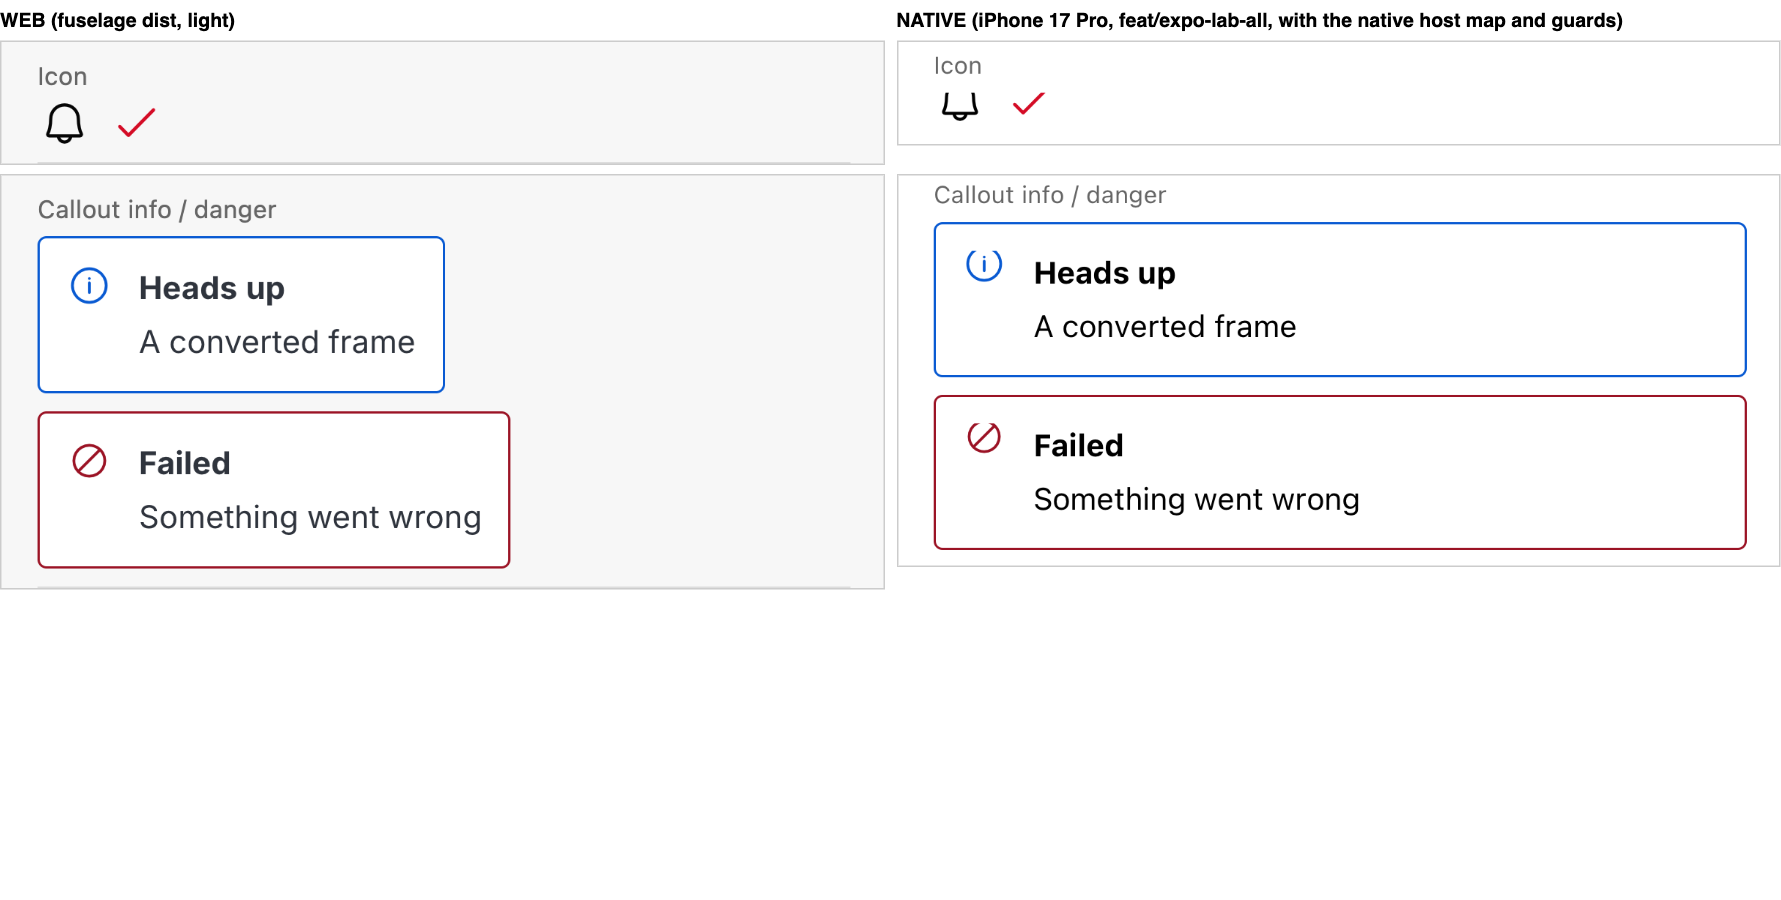 WEB (fuselage dist, light)
Icon
Callout info / danger
Heads up
A converted frame
Failed
Something went wrong
NATIVE (iPhone 17 Pro, feat/expo-lab-all, with the native host map and guards)
Icon
Callout info / danger
Heads up
A converted frame
Failed
Something went wrong